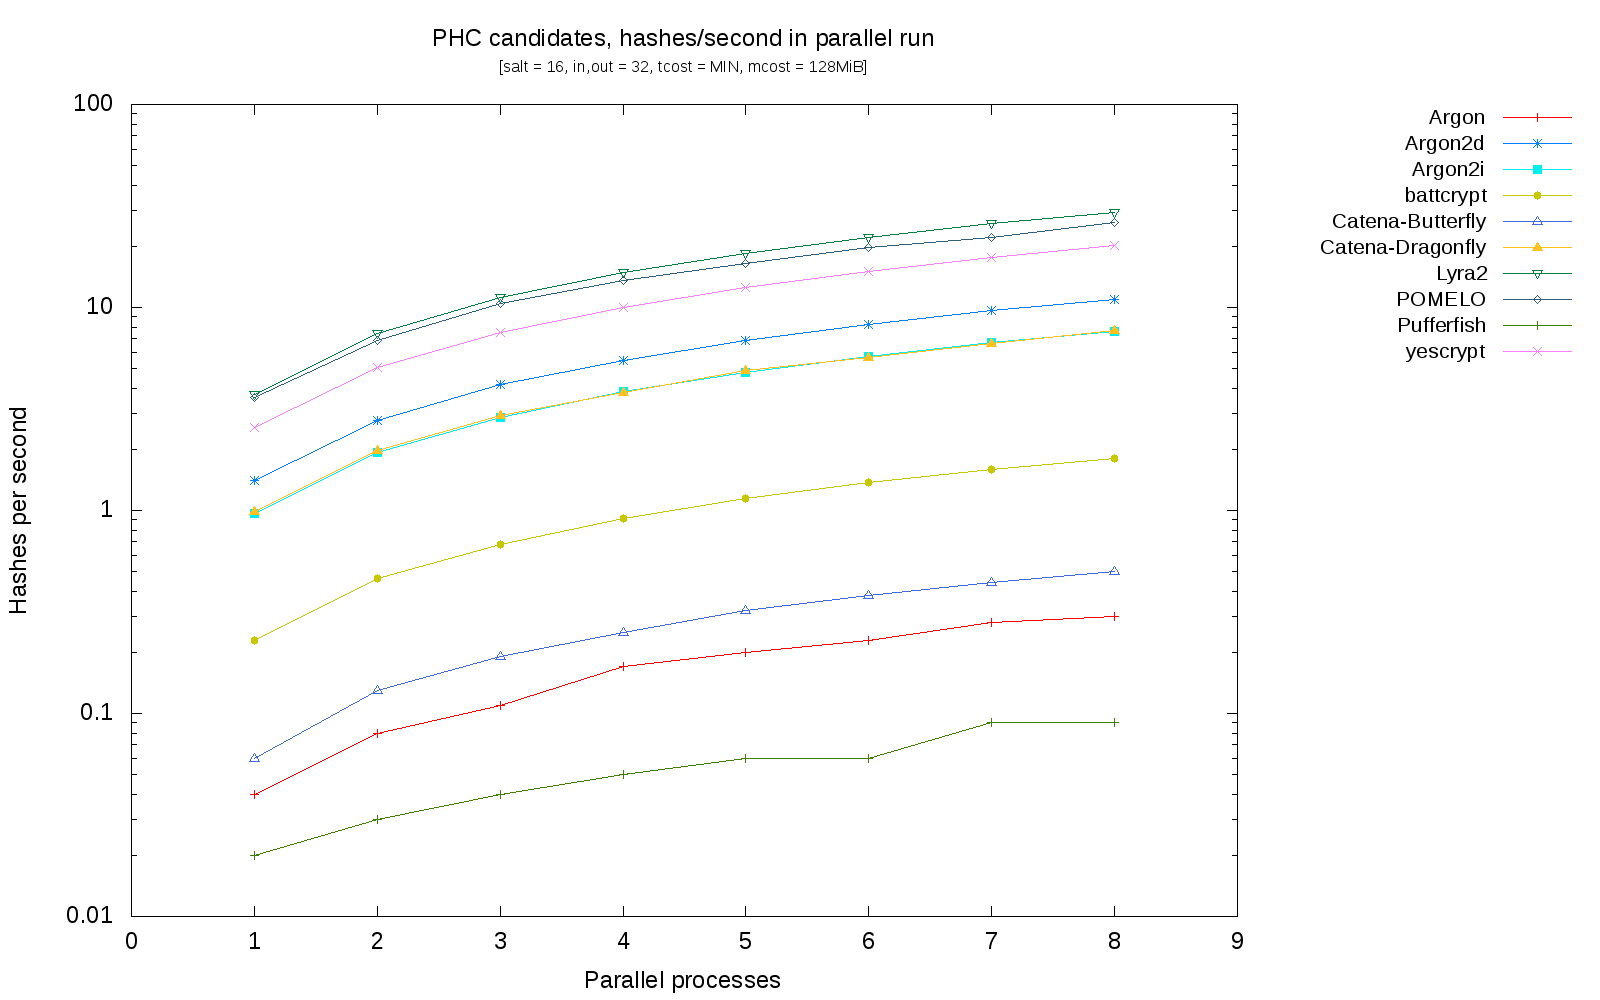 PHC candidates, hashes/second in parallel run
[salt = 16, in,out = 32, tcost = MIN, mcost = 128MiB]
100
10
1
0.1
0.01
Hashes per second
0 1 2 3 4 5 6 7 8 9
Parallel processes
Argon
Argon2d
Argon2i
battcrypt
Catena-Butterfly
Catena-Dragonfly
Lyra2
POMELO
Pufferfish
yescrypt